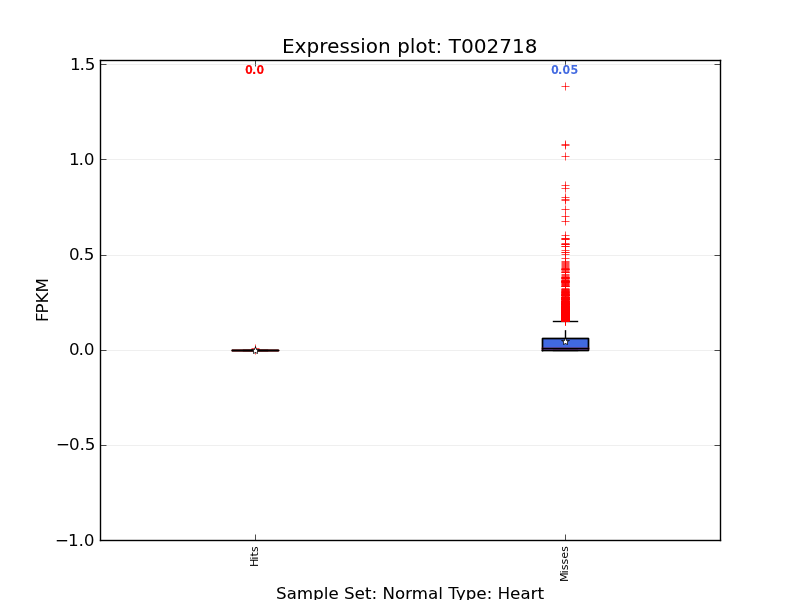 Expression plot: T002718
1.5
0.0
0.05
1.0
0.5
FPKM
0.0
−0.5
−1.0
Hits
Misses
Sample Set: Normal Type: Heart